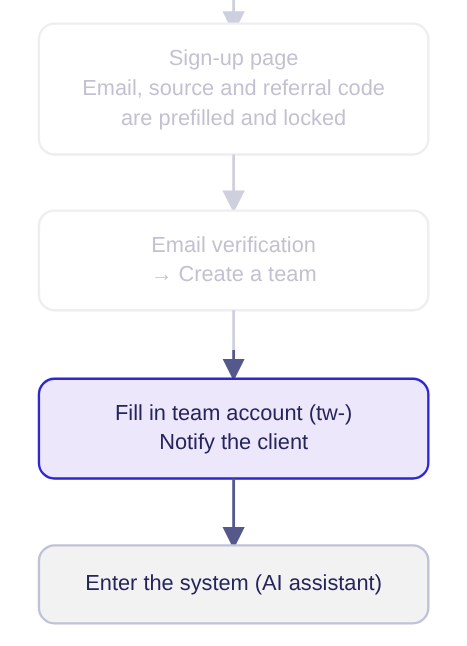 Sign-up page
Email, source and referral code
are prefilled and locked
Email verification
→ Create a team
Fill in team account (tw-)
Notify the client
Enter the system (AI assistant)